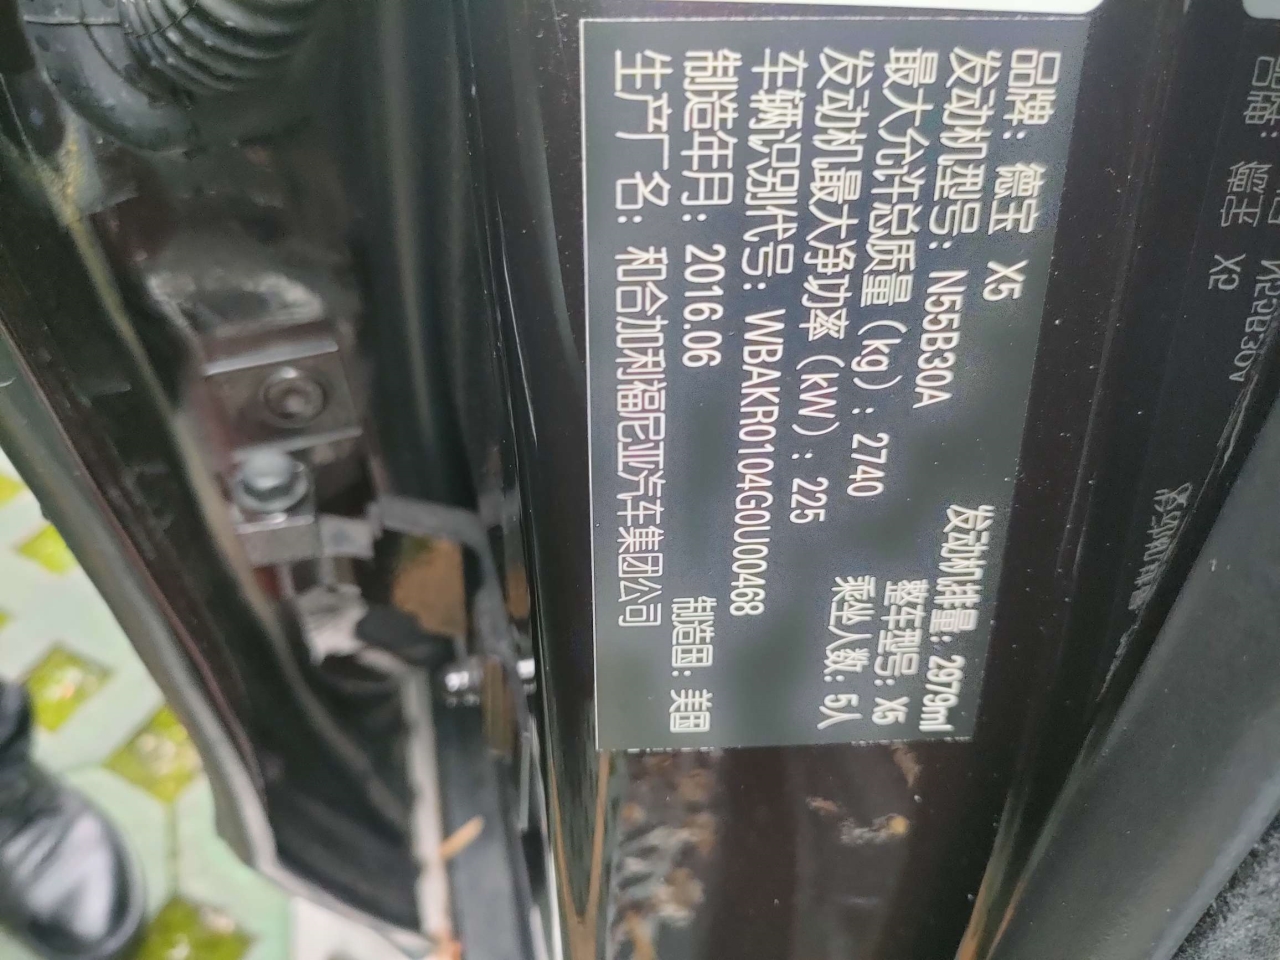 品牌：德宝 X5
发动机型号：N55B30A 发动机排量：2979ml
最大允许总质量（kg）：2740 整车型号：X5
发动机最大净功率（kW）：225 乘坐人数：5人
车辆识别代号：WBAKR0104G0U00468
制造年月：2016.06 制造国：美国
生产厂名：和合加利福尼亚汽车集团公司